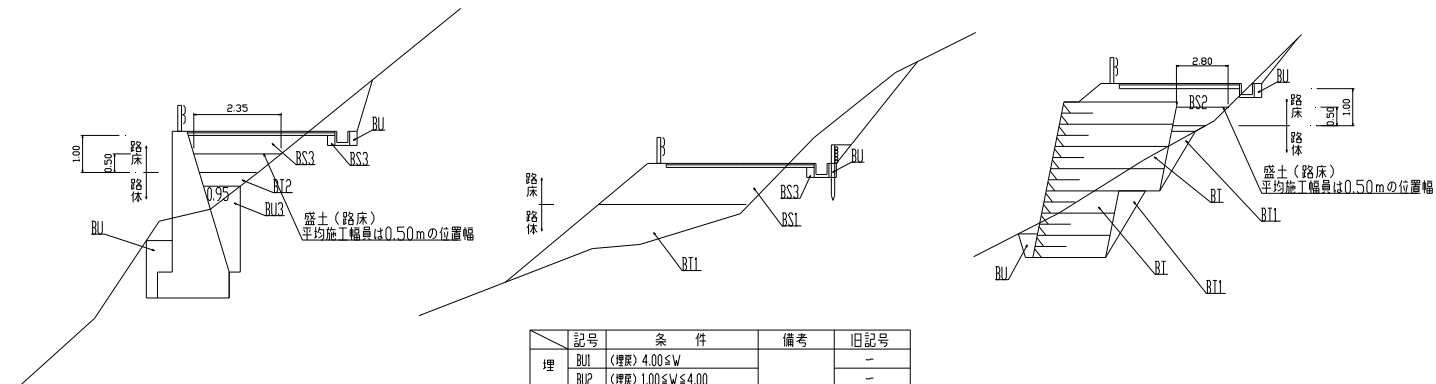 2.35
BU
1.00
0.50
路床
路体
BS3
BS3
BT2
0.95
BU3
盛土（路床）
平均施工幅員は0.50mの位置幅
BU
BU
BS3
路床
路体
BS1
BT1
2.80
BU
BS2
路床
路体
0.50
1.00
盛土（路床）
平均施工幅員は0.50mの位置幅
BT
BT1
BU
BT
BT1
記号 条件 備考 旧記号
埋 BU1 (埋戻) 4.00≦W －
BU2 (埋戻) 1.00≦W≦4.00 －